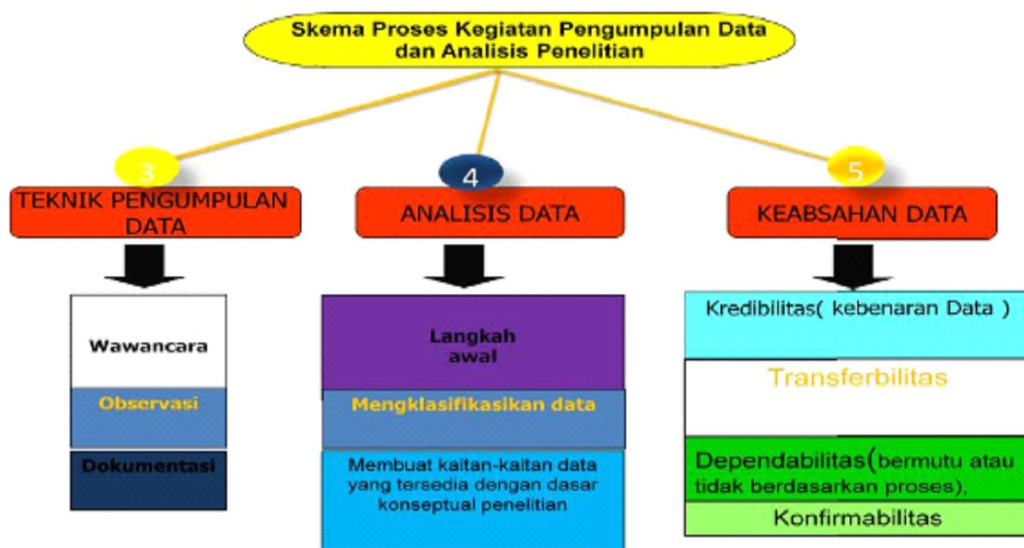 Skema Proses Kegiatan Pengumpulan Data
dan Analisis Penelitian
3
TEKNIK PENGUMPULAN
DATA
Wawancara
Observasi
Dokumentasi
4
ANALISIS DATA
Langkah
awal
Mengklasifikasikan data
Membuat kaitan-kaitan data
yang tersedia dengan dasar
konseptual penelitian
5
KEABSAHAN DATA
Kredibilitas( kebenaran Data )
Transferbilitas
Dependabilitas(bermutu atau
tidak berdasarkan proses),
Konfirmabilitas